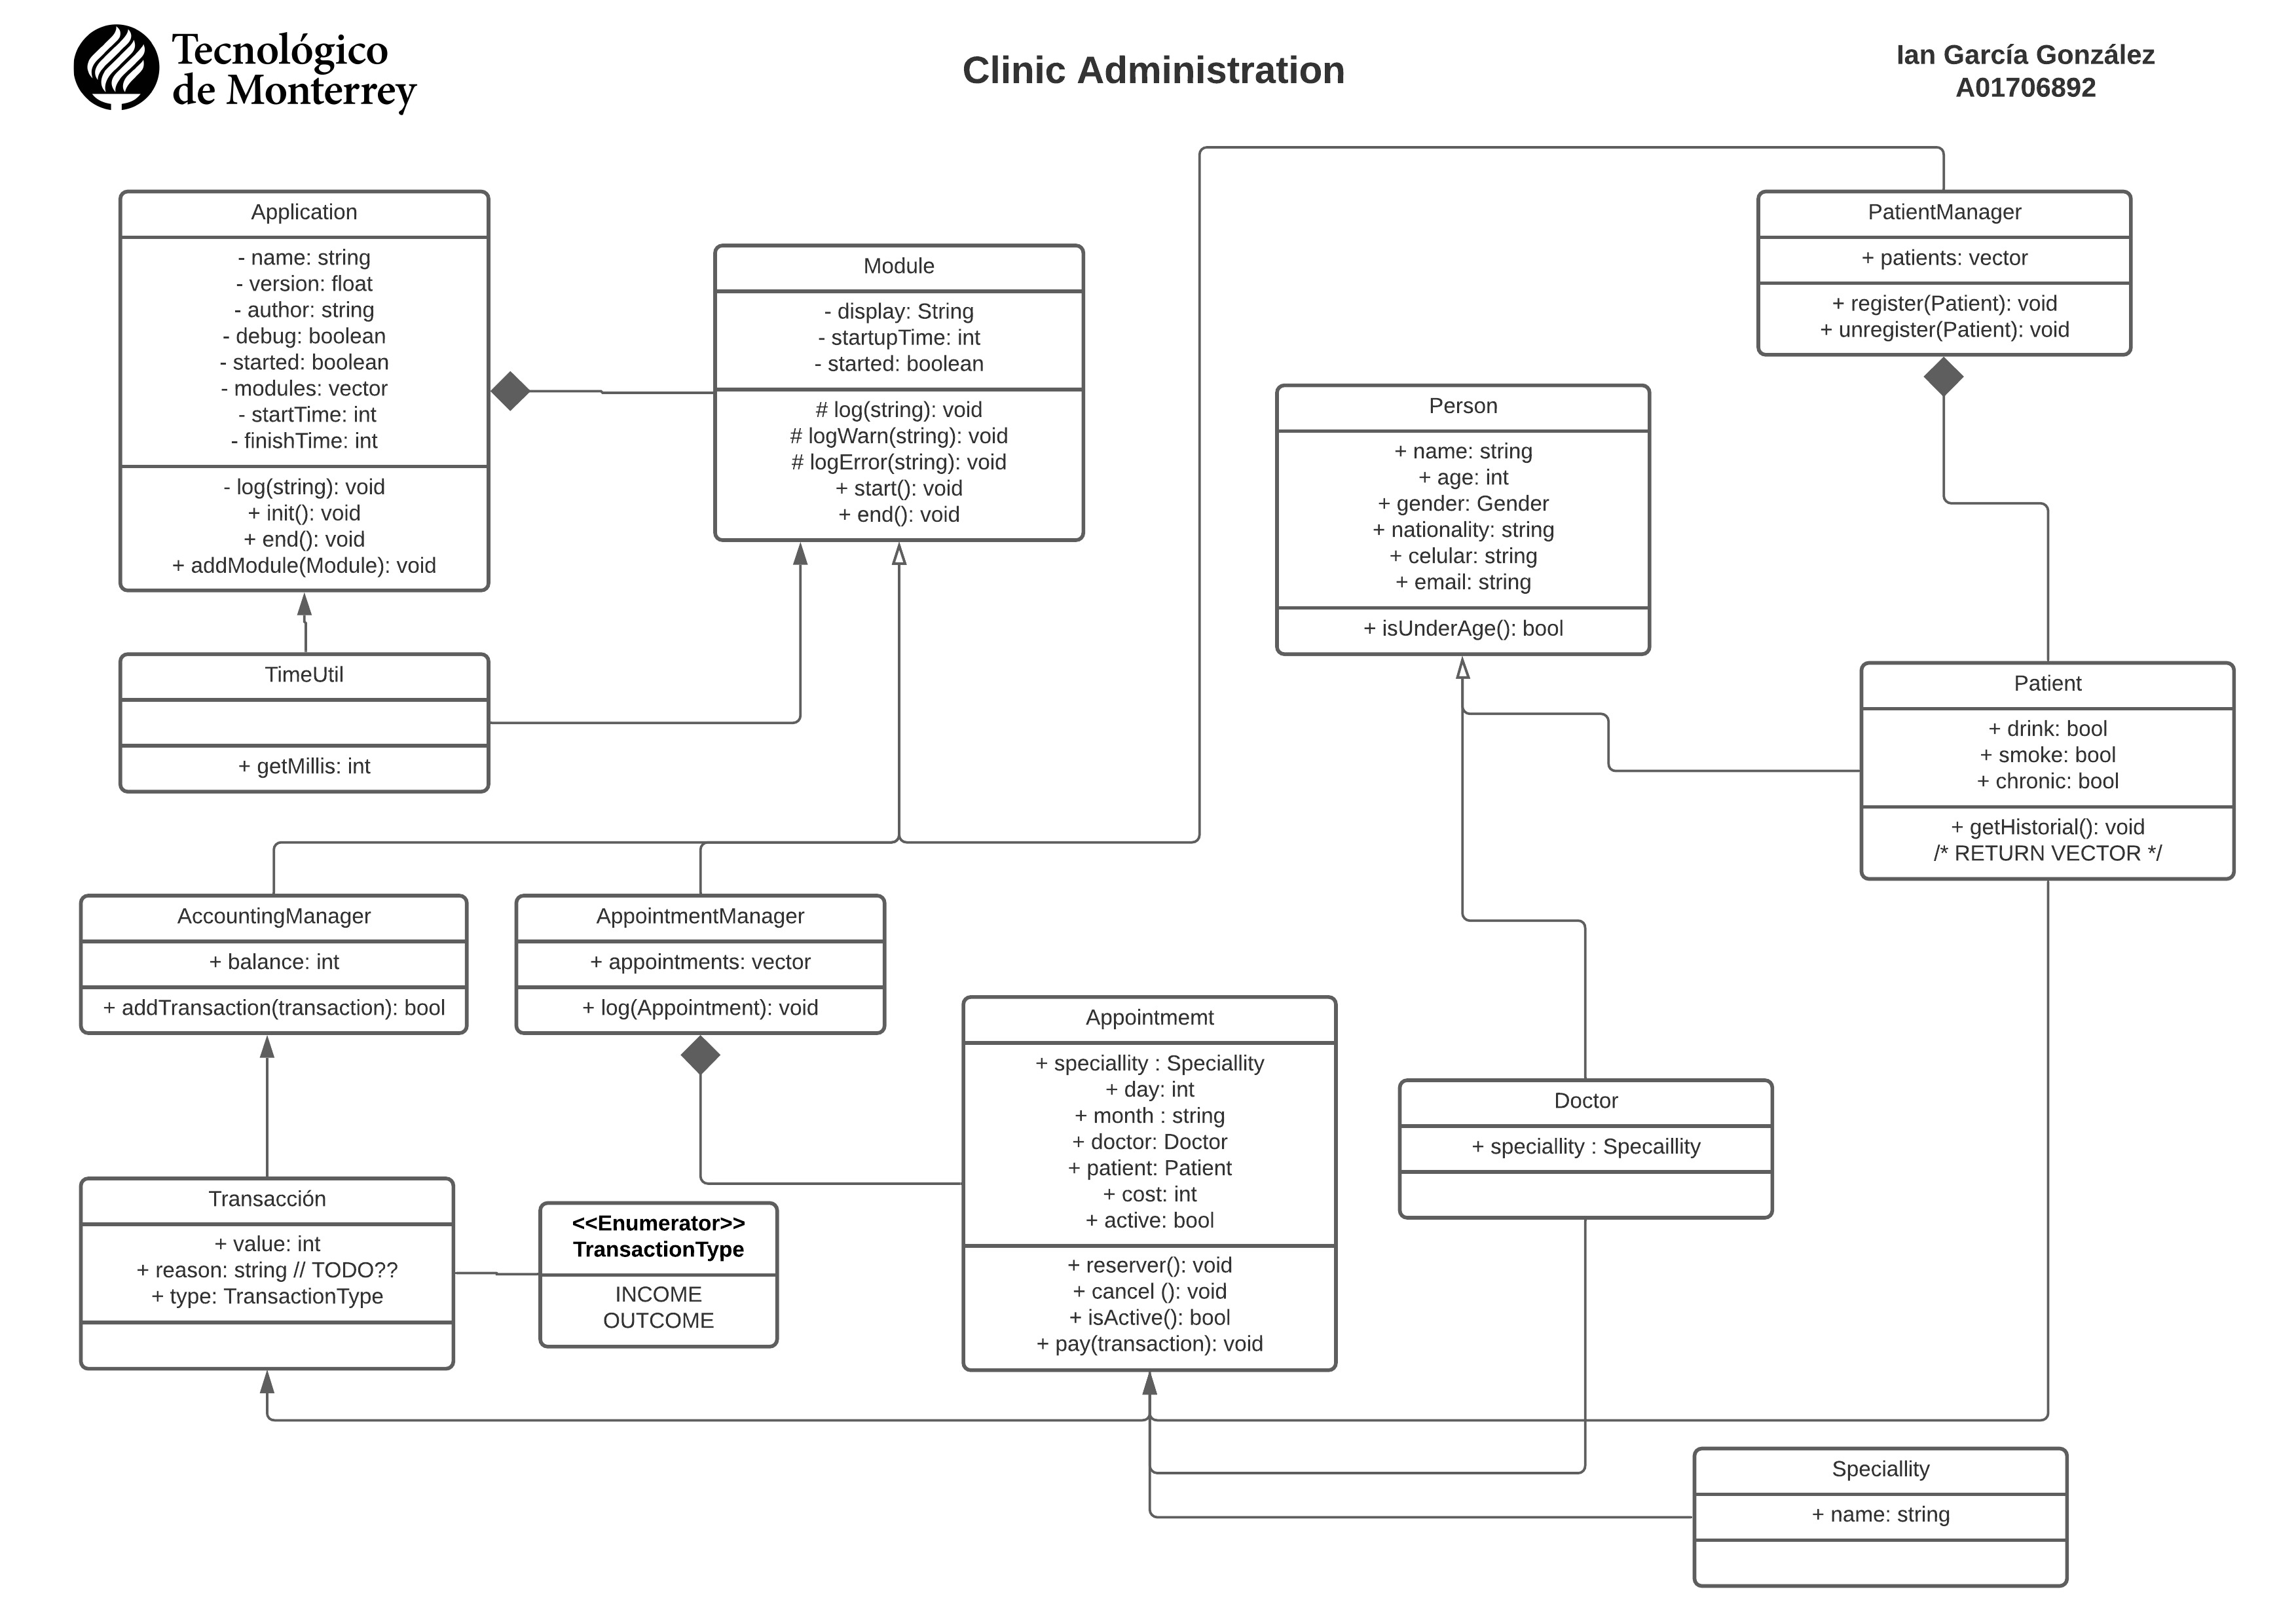 Tecnológico
de Monterrey
Clinic Administration
Ian García González
A01706892
Application
- name: string
- version: float
- author: string
- debug: boolean
- started: boolean
- modules: vector
- startTime: int
- finishTime: int
- log(string): void
+ init(): void
+ end(): void
+ addModule(Module): void
Module
- display: String
- startupTime: int
- started: boolean
# log(string): void
# logWarn(string): void
# logError(string): void
+ start(): void
+ end(): void
PatientManager
+ patients: vector
+ register(Patient): void
+ unregister(Patient): void
Person
+ name: string
+ age: int
+ gender: Gender
+ nationality: string
+ celular: string
+ email: string
+ isUnderAge(): bool
TimeUtil
+ getMillis: int
Patient
+ drink: bool
+ smoke: bool
+ chronic: bool
+ getHistorial(): void
/* RETURN VECTOR */
AccountingManager
+ balance: int
+ addTransaction(transaction): bool
AppointmentManager
+ appointments: vector
+ log(Appointment): void
Appointmemt
+ speciallity : Speciallity
+ day: int
+ month : string
+ doctor: Doctor
+ patient: Patient
+ cost: int
+ active: bool
+ reserver(): void
+ cancel (): void
+ isActive(): bool
+ pay(transaction): void
Doctor
+ speciallity : Specaillity
Transacción
+ value: int
+ reason: string // TODO??
+ type: TransactionType
<<Enumerator>>
TransactionType
INCOME
OUTCOME
Speciallity
+ name: string